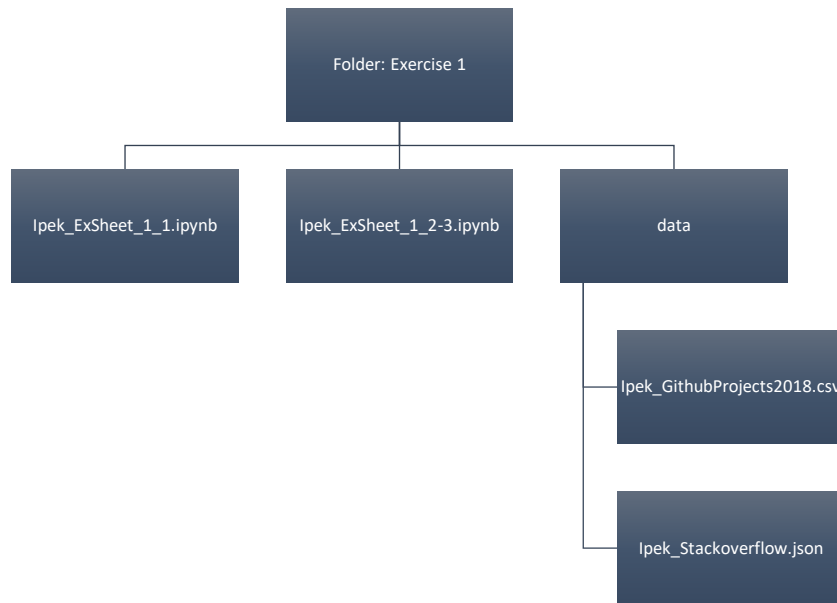 Folder: Exercise 1
Ipek_ExSheet_1_1.ipynb
Ipek_ExSheet_1_2-3.ipynb
data
Ipek_GithubProjects2018.csv
Ipek_Stackoverflow.json